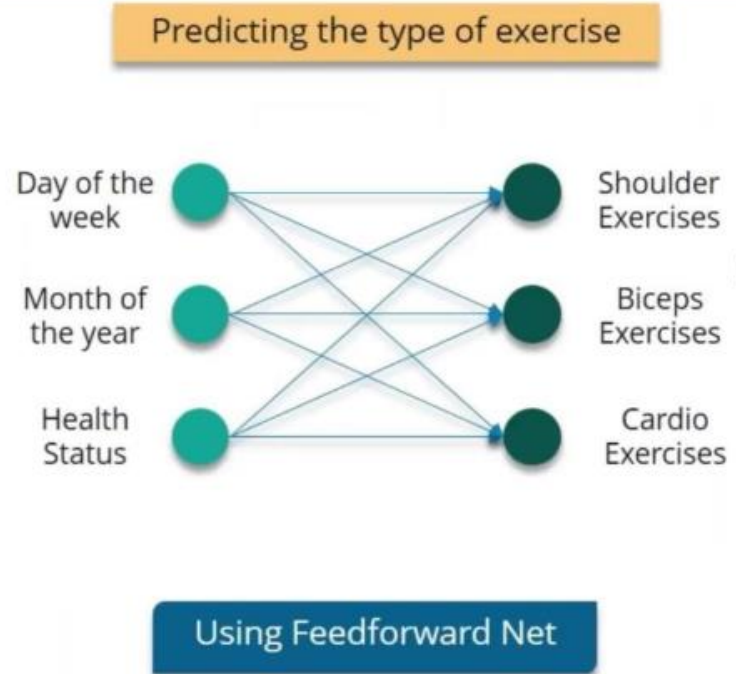 Predicting the type of exercise
Day of the
week
Shoulder
Exercises
Month of
the year
Biceps
Exercises
Health
Status
Cardio
Exercises
Using Feedforward Net